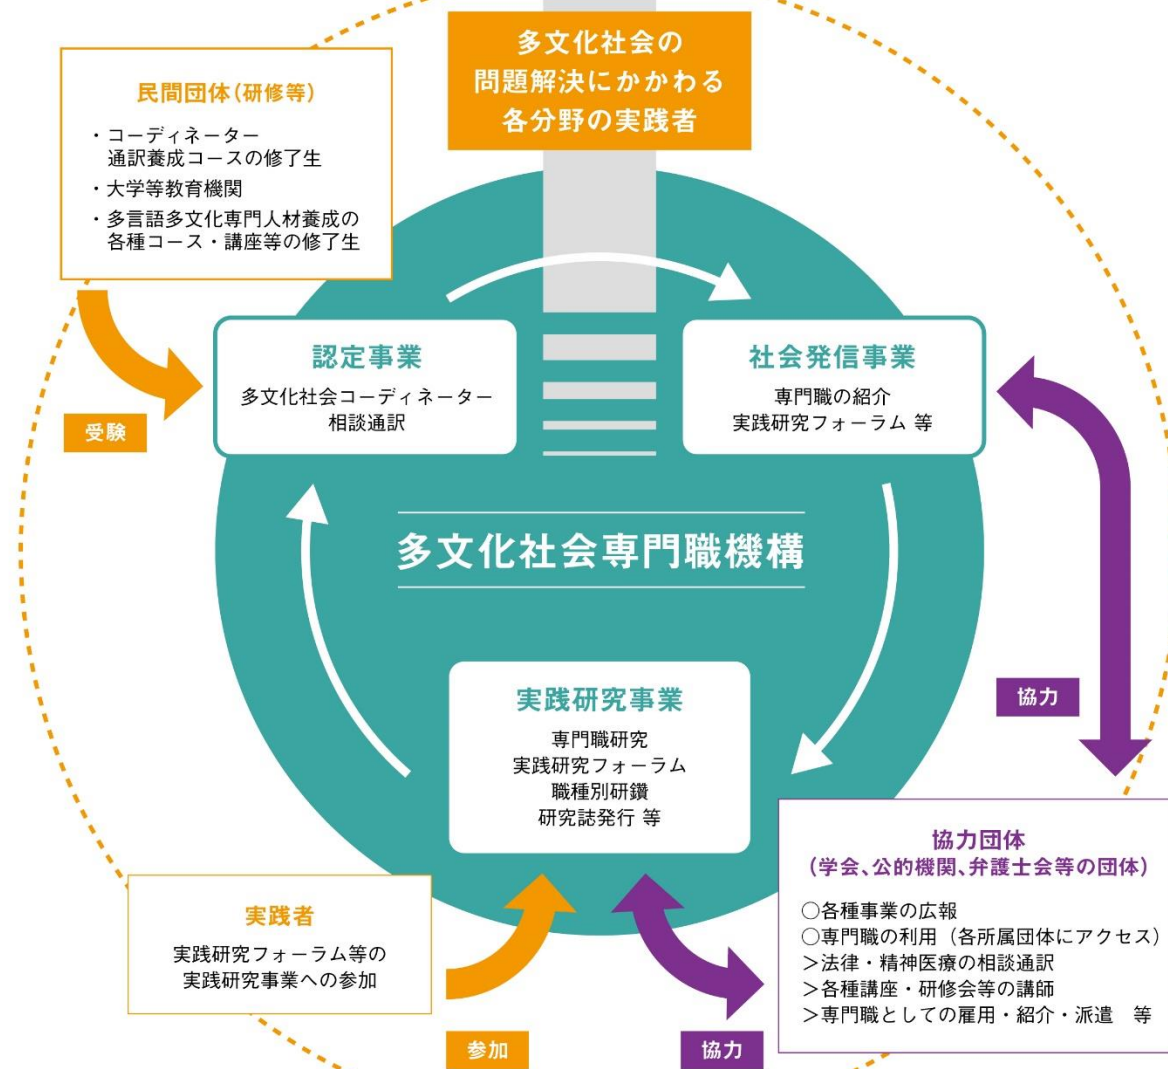 多文化社会の
問題解決にかかわる
各分野の実践者
民間団体(研修等)
・コーディネーター
通訳養成コースの修了生
・大学等教育機関
・多言語多文化専門人材養成の
各種コース・講座等の修了生
受験
認定事業
多文化社会コーディネーター
相談通訳
社会発信事業
専門職の紹介
実践研究フォーラム 等
多文化社会専門職機構
協力
実践研究事業
専門職研究
実践研究フォーラム
職種別研鑽
研究誌発行 等
実践者
実践研究フォーラム等の
実践研究事業への参加
参加
協力
協力団体
(学会、公的機関、弁護士会等の団体)
○各種事業の広報
○専門職の利用(各所属団体にアクセス)
>法律・精神医療の相談通訳
>各種講座・研修会等の講師
>専門職としての雇用・紹介・派遣 等